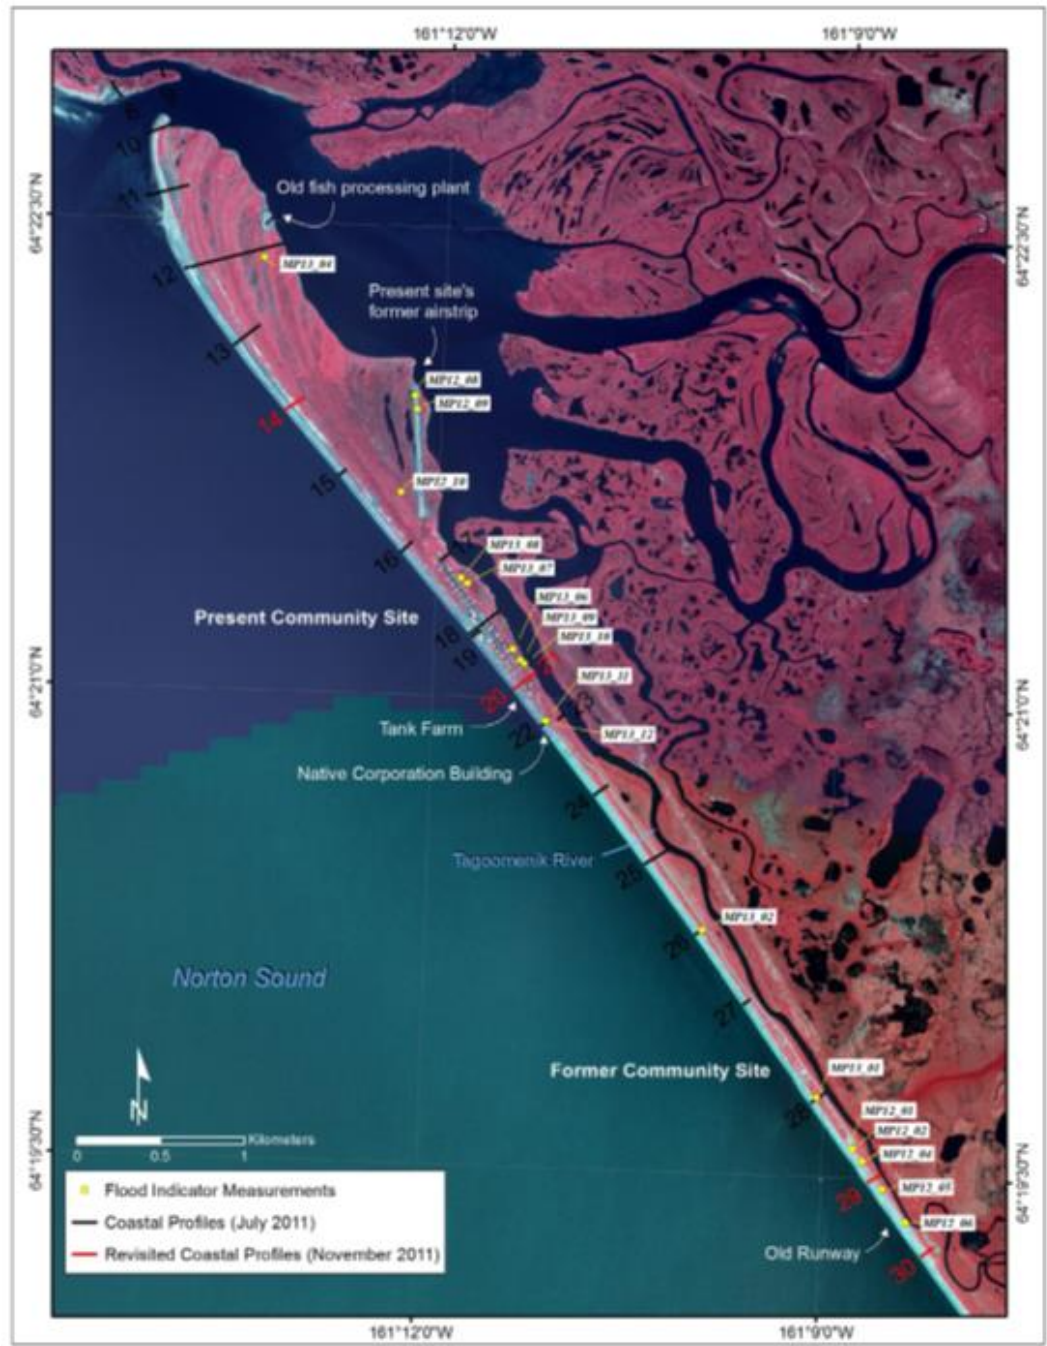 161°12'0"W
161°9'0"W
64°22'30"N
64°22'30"N
8
10
11
Old fish processing plant
12
MP13_04
Present site's
former airstrip
13
MP12_08
MP12_09
14
15
MP12_10
16
17
MP13_08
MP13_07
MP13_06
MP13_09
MP13_10
Present Community Site
18
19
64°21'0"N
64°21'0"N
20
21
MP13_11
Tank Farm
22
23
MP13_12
Native Corporation Building
24
Tagoomenik River
25
MP13_02
26
Norton Sound
27
Former Community Site
MP13_01
28
MP12_01
MP12_02
MP12_04
N
Kilometers
0
0.5
1
64°19'30"N
64°19'30"N
29
MP12_05
MP12_06
Old Runway
30
Flood Indicator Measurements
Coastal Profiles (July 2011)
Revisited Coastal Profiles (November 2011)
161°12'0"W
161°9'0"W